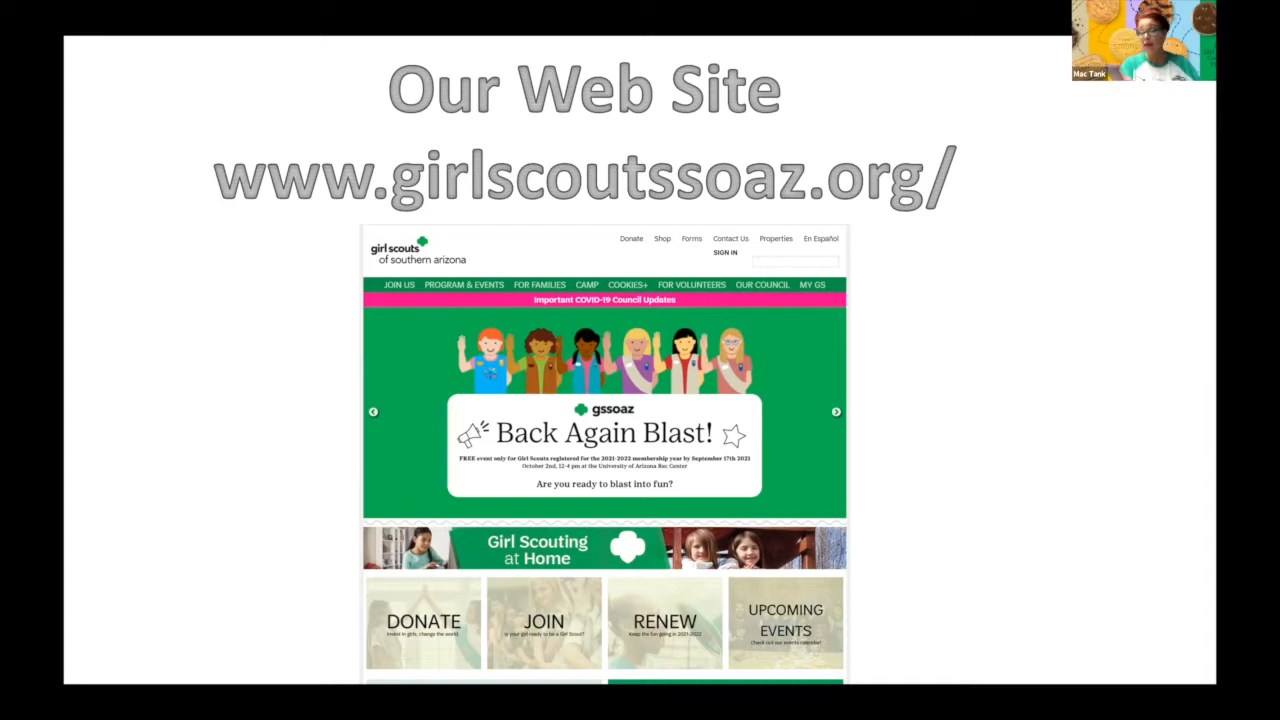 Our Web Site
www.girlscoutssoaz.org/
Mac Tank
girl scouts
of southern arizona
Donate Shop Forms Contact Us Properties En Español
SIGN IN
JOIN US PROGRAM & EVENTS FOR FAMILIES CAMP COOKIES+ FOR VOLUNTEERS OUR COUNCIL MY GS
Important COVID-19 Council Updates
gssoaz
Back Again Blast!
FREE event only for Girl Scouts registered for the 2021-2022 membership year by September 17th 2021
October 2nd, 12-4 pm at the University of Arizona Rec Center
Are you ready to blast into fun?
Girl Scouting
at Home
DONATE
Invest in girls, change the world.
JOIN
Is your girl ready to be a Girl Scout?
RENEW
Keep the fun going in 2021-2022
UPCOMING
EVENTS
Check out our events calendar!